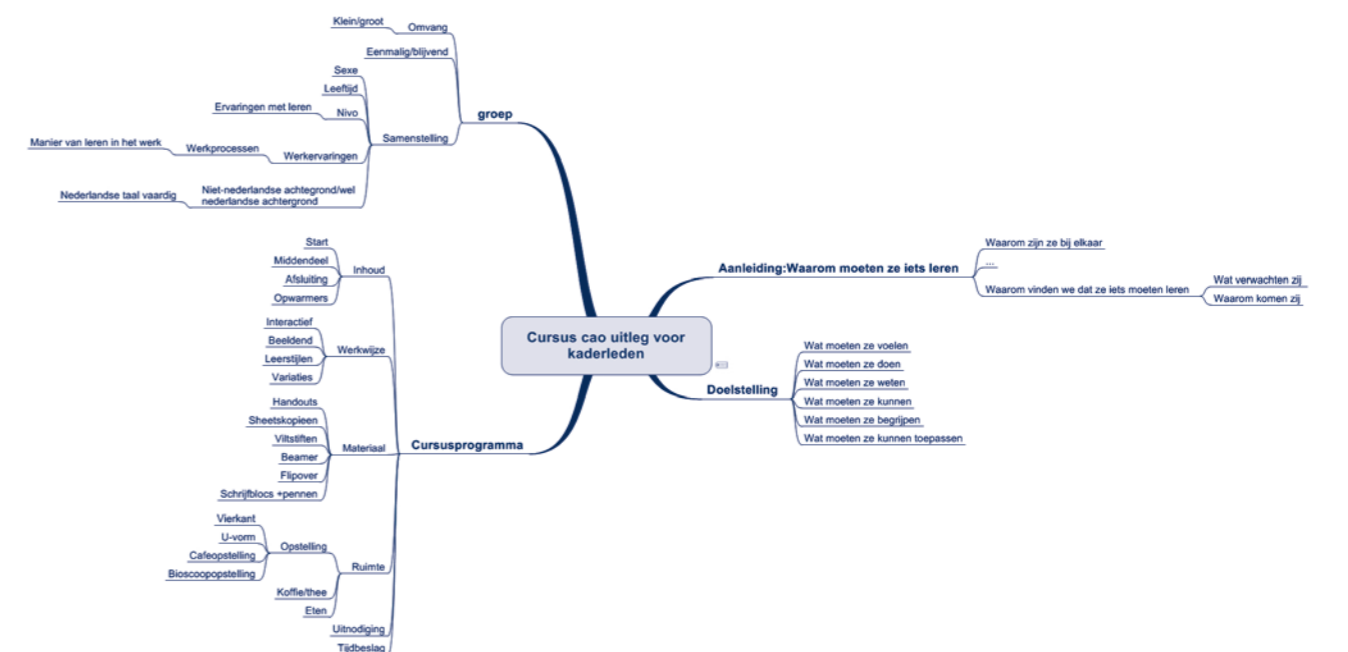 Klein/groot
Omvang
Eenmalig/blijvend
Sexe
Leeftijd
Ervaringen met leren
Nivo
groep
Samenstelling
Manier van leren in het werk
Werkprocessen
Werkervaringen
Nederlandse taal vaardig
Niet-nederlandse achtegrond/wel
nederlandse achtergrond
Start
Middendeel
Afsluiting
Opwarmers
Inhoud
Interactief
Beeldend
Leerstijlen
Variaties
Werkwijze
Handouts
Sheetskopieen
Viltstiften
Beamer
Flipover
Schrijfblocs +pennen
Materiaal
Cursusprogramma
Vierkant
U-vorm
Cafeopstelling
Bioscoopopstelling
Opstelling
Koffie/thee
Eten
Ruimte
Uitnodiging
Tijdbeslag
Cursus cao uitleg voor
kaderleden
Aanleiding:Waarom moeten ze iets leren
Waarom zijn ze bij elkaar
...
Waarom vinden we dat ze iets moeten leren
Wat verwachten zij
Waarom komen zij
Doelstelling
Wat moeten ze voelen
Wat moeten ze doen
Wat moeten ze weten
Wat moeten ze kunnen
Wat moeten ze begrijpen
Wat moeten ze kunnen toepassen